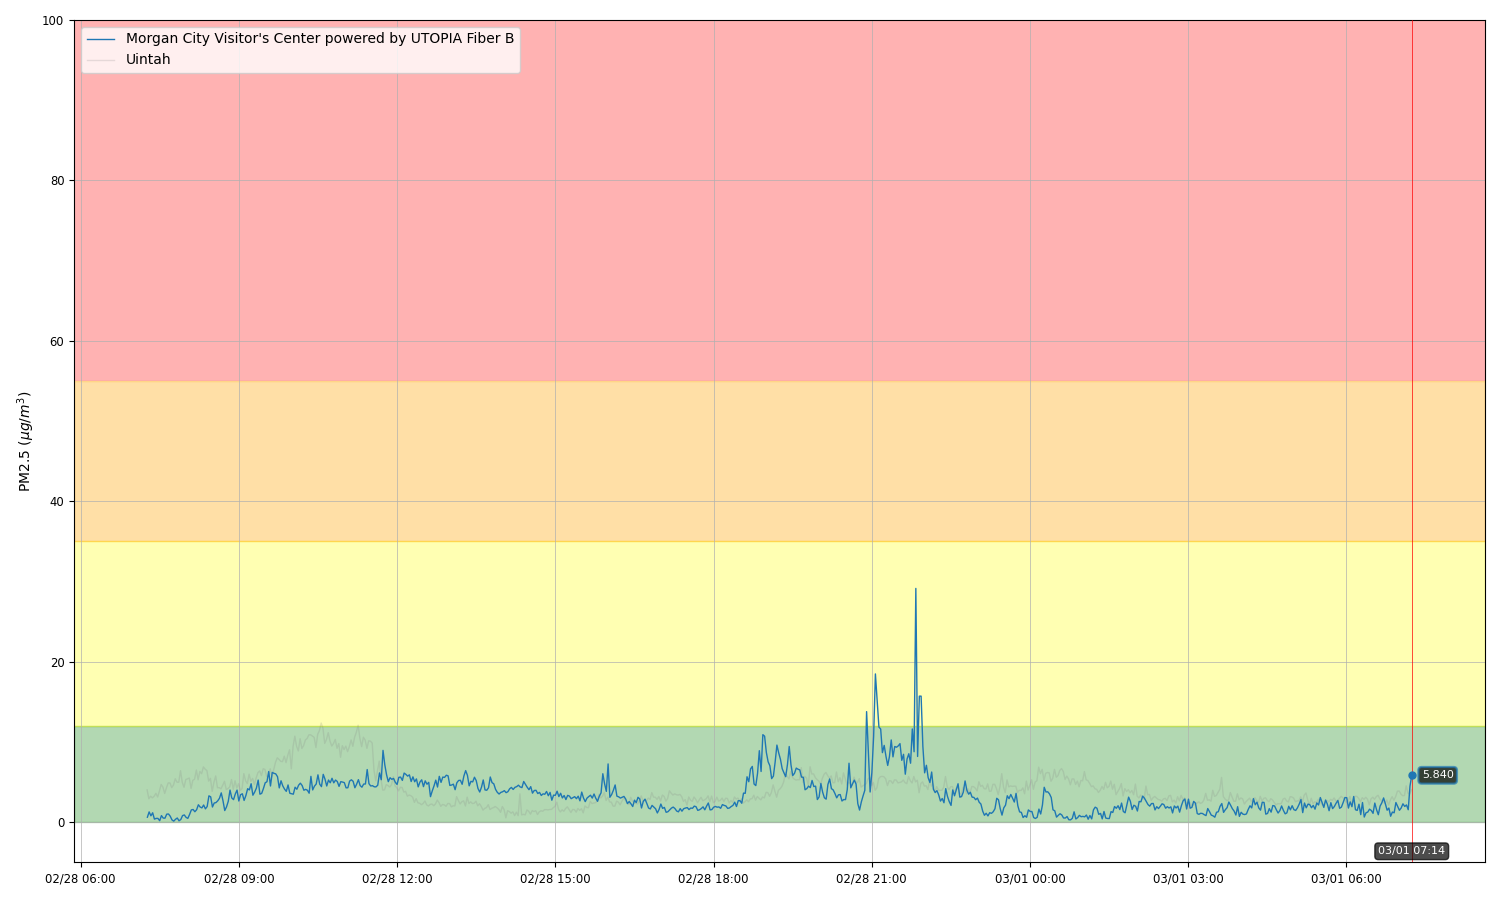 100
Morgan City Visitor's Center powered by UTOPIA Fiber B
Uintah
80
60
PM2.5 (μg/m³)
40
20
5.840
0
03/01 07:14
02/28 06:00 02/28 09:00 02/28 12:00 02/28 15:00 02/28 18:00 02/28 21:00 03/01 00:00 03/01 03:00 03/01 06:00